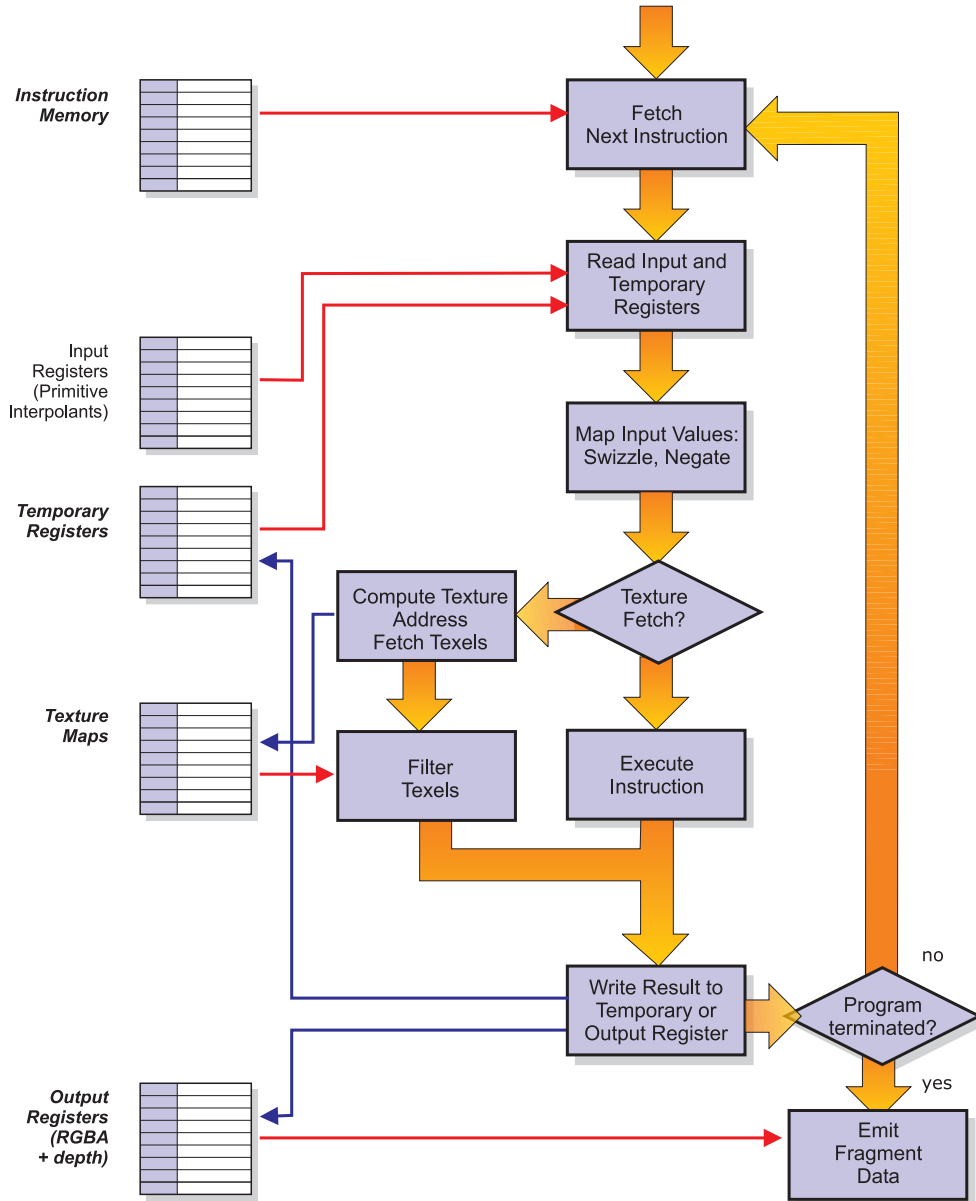 Instruction
Memory
Fetch
Next Instruction
Read Input and
Temporary
Registers
Input
Registers
(Primitive
Interpolants)
Map Input Values:
Swizzle, Negate
Temporary
Registers
Compute Texture
Address
Fetch Texels
Texture
Fetch?
Texture
Maps
Filter
Texels
Execute
Instruction
no
Write Result to
Temporary or
Output Register
Program
terminated?
yes
Output
Registers
(RGBA
+ depth)
Emit
Fragment
Data